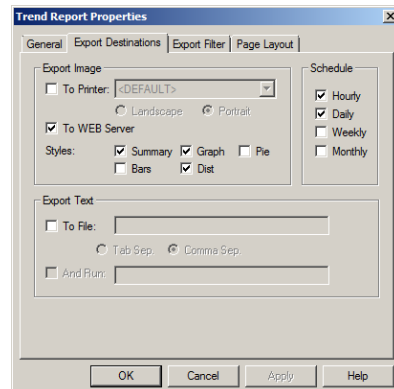 Trend Report Properties
General Export Destinations Export Filter Page Layout
Export Image
To Printer: <DEFAULT>
Landscape Portrait
To WEB Server
Styles: Summary Graph Pie
Bars Dist
Schedule
Hourly
Daily
Weekly
Monthly
Export Text
To File:
Tab Sep. Comma Sep.
And Run:
OK Cancel Apply Help